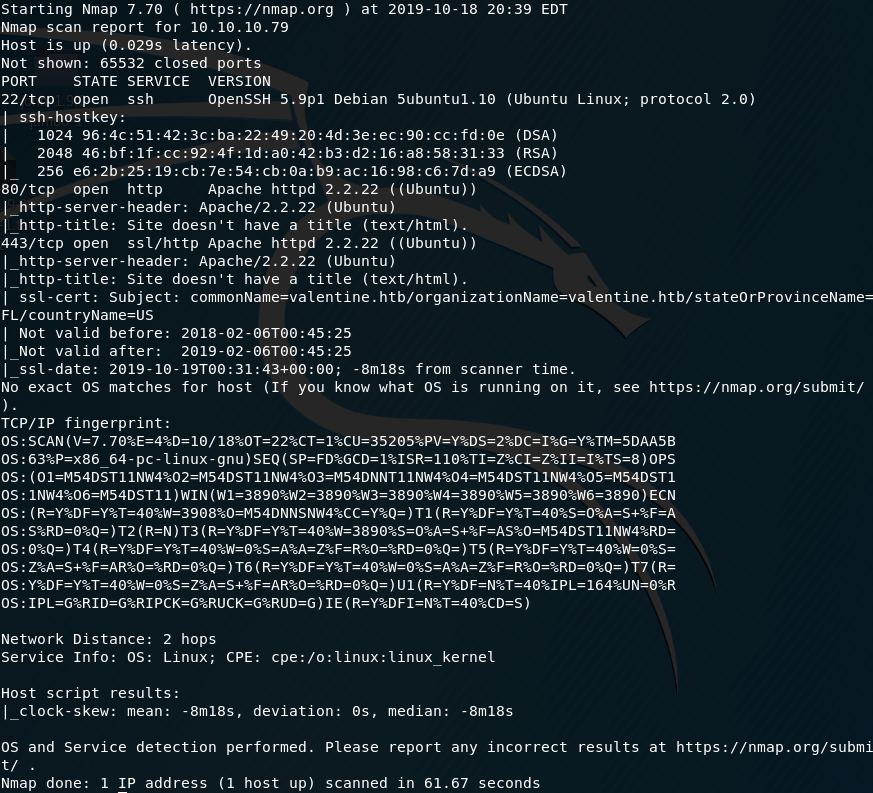 Starting Nmap 7.70 ( https://nmap.org ) at 2019-10-18 20:39 EDT
Nmap scan report for 10.10.10.79
Host is up (0.029s latency).
Not shown: 65532 closed ports
PORT    STATE SERVICE  VERSION
22/tcp  open  ssh      OpenSSH 5.9p1 Debian 5ubuntu1.10 (Ubuntu Linux; protocol 2.0)
| ssh-hostkey:
|   1024 96:4c:51:42:3c:ba:22:49:20:4d:3e:ec:90:cc:fd:0e (DSA)
|   2048 46:bf:1f:cc:92:4f:1d:a0:42:b3:d2:16:a8:58:31:33 (RSA)
|_  256 e6:2b:25:19:cb:7e:54:cb:0a:b9:ac:16:98:c6:7d:a9 (ECDSA)
80/tcp  open  http     Apache httpd 2.2.22 ((Ubuntu))
|_http-server-header: Apache/2.2.22 (Ubuntu)
|_http-title: Site doesn't have a title (text/html).
443/tcp open  ssl/http Apache httpd 2.2.22 ((Ubuntu))
|_http-server-header: Apache/2.2.22 (Ubuntu)
|_http-title: Site doesn't have a title (text/html).
| ssl-cert: Subject: commonName=valentine.htb/organizationName=valentine.htb/stateOrProvinceName=
FL/countryName=US
| Not valid before: 2018-02-06T00:45:25
|_Not valid after:  2019-02-06T00:45:25
|_ssl-date: 2019-10-19T00:31:43+00:00; -8m18s from scanner time.
No exact OS matches for host (If you know what OS is running on it, see https://nmap.org/submit/
).
TCP/IP fingerprint:
OS:SCAN(V=7.70%E=4%D=10/18%OT=22%CT=1%CU=35205%PV=Y%DS=2%DC=I%G=Y%TM=5DAA5B
OS:63%P=x86_64-pc-linux-gnu)SEQ(SP=FD%GCD=1%ISR=110%TI=Z%CI=Z%II=I%TS=8)OPS
OS:(O1=M54DST11NW4%O2=M54DST11NW4%O3=M54DNNT11NW4%O4=M54DST11NW4%O5=M54DST1
OS:1NW4%O6=M54DST11)WIN(W1=3890%W2=3890%W3=3890%W4=3890%W5=3890%W6=3890)ECN
OS:(R=Y%DF=Y%T=40%W=3908%O=M54DNNSNW4%CC=Y%Q=)T1(R=Y%DF=Y%T=40%S=O%A=S+%F=A
OS:S%RD=0%Q=)T2(R=N)T3(R=Y%DF=Y%T=40%W=3890%S=O%A=S+%F=AS%O=M54DST11NW4%RD=
OS:0%Q=)T4(R=Y%DF=Y%T=40%W=0%S=A%A=Z%F=R%O=%RD=0%Q=)T5(R=Y%DF=Y%T=40%W=0%S=
OS:Z%A=S+%F=AR%O=%RD=0%Q=)T6(R=Y%DF=Y%T=40%W=0%S=A%A=Z%F=R%O=%RD=0%Q=)T7(R=
OS:Y%DF=Y%T=40%W=0%S=Z%A=S+%F=AR%O=%RD=0%Q=)U1(R=Y%DF=N%T=40%IPL=164%UN=0%R
OS:IPL=G%RID=G%RIPCK=G%RUCK=G%RUD=G)IE(R=Y%DFI=N%T=40%CD=S)
Network Distance: 2 hops
Service Info: OS: Linux; CPE: cpe:/o:linux:linux_kernel
Host script results:
|_clock-skew: mean: -8m18s, deviation: 0s, median: -8m18s
OS and Service detection performed. Please report any incorrect results at https://nmap.org/submi
t/ .
Nmap done: 1 IP address (1 host up) scanned in 61.67 seconds